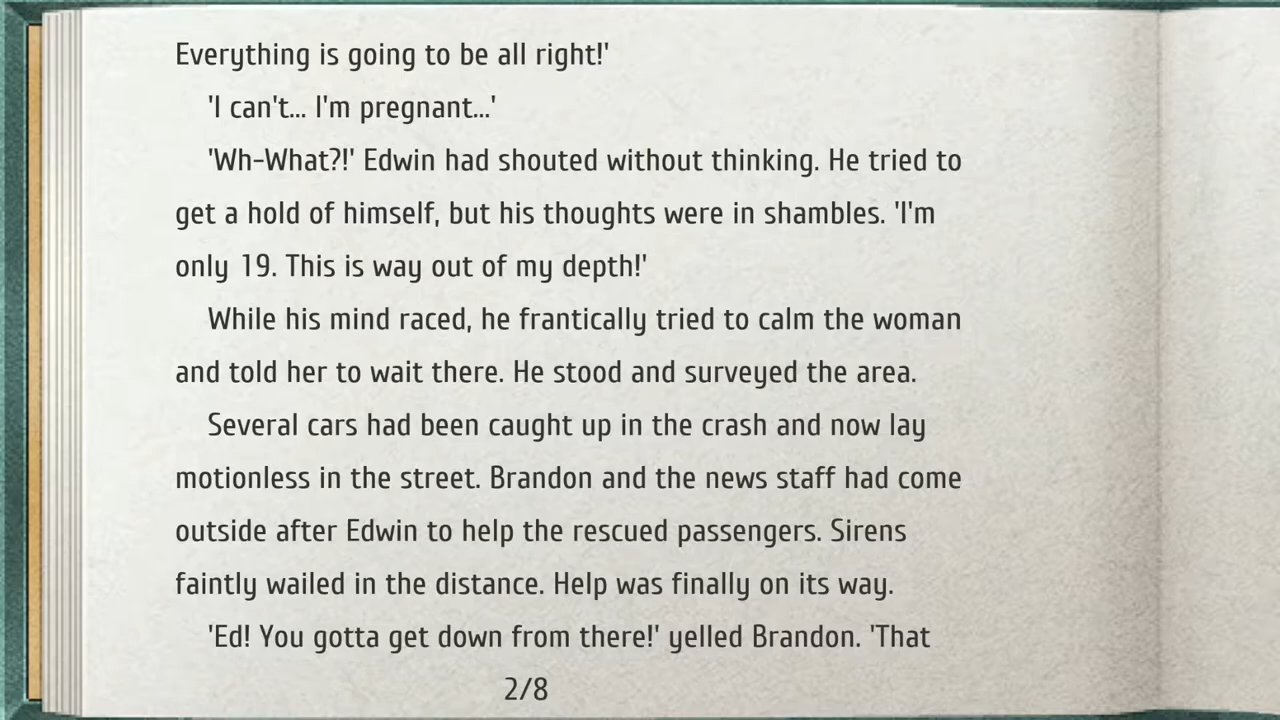 Everything is going to be all right!'
'I can't... I'm pregnant...'
'Wh-What?!' Edwin had shouted without thinking. He tried to
get a hold of himself, but his thoughts were in shambles. 'I'm
only 19. This is way out of my depth!'
While his mind raced, he frantically tried to calm the woman
and told her to wait there. He stood and surveyed the area.
Several cars had been caught up in the crash and now lay
motionless in the street. Brandon and the news staff had come
outside after Edwin to help the rescued passengers. Sirens
faintly wailed in the distance. Help was finally on its way.
'Ed! You gotta get down from there!' yelled Brandon. 'That
2/8